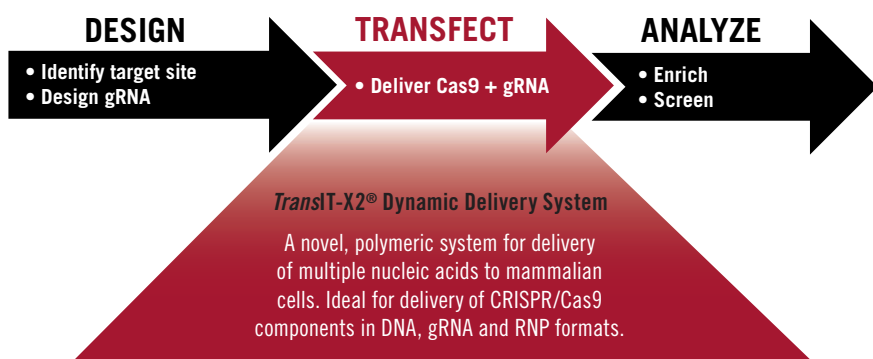 DESIGN
• Identify target site
• Design gRNA
TRANSFECT
• Deliver Cas9 + gRNA
ANALYZE
• Enrich
• Screen
TransIT-X2® Dynamic Delivery System
A novel, polymeric system for delivery
of multiple nucleic acids to mammalian
cells. Ideal for delivery of CRISPR/Cas9
components in DNA, gRNA and RNP formats.